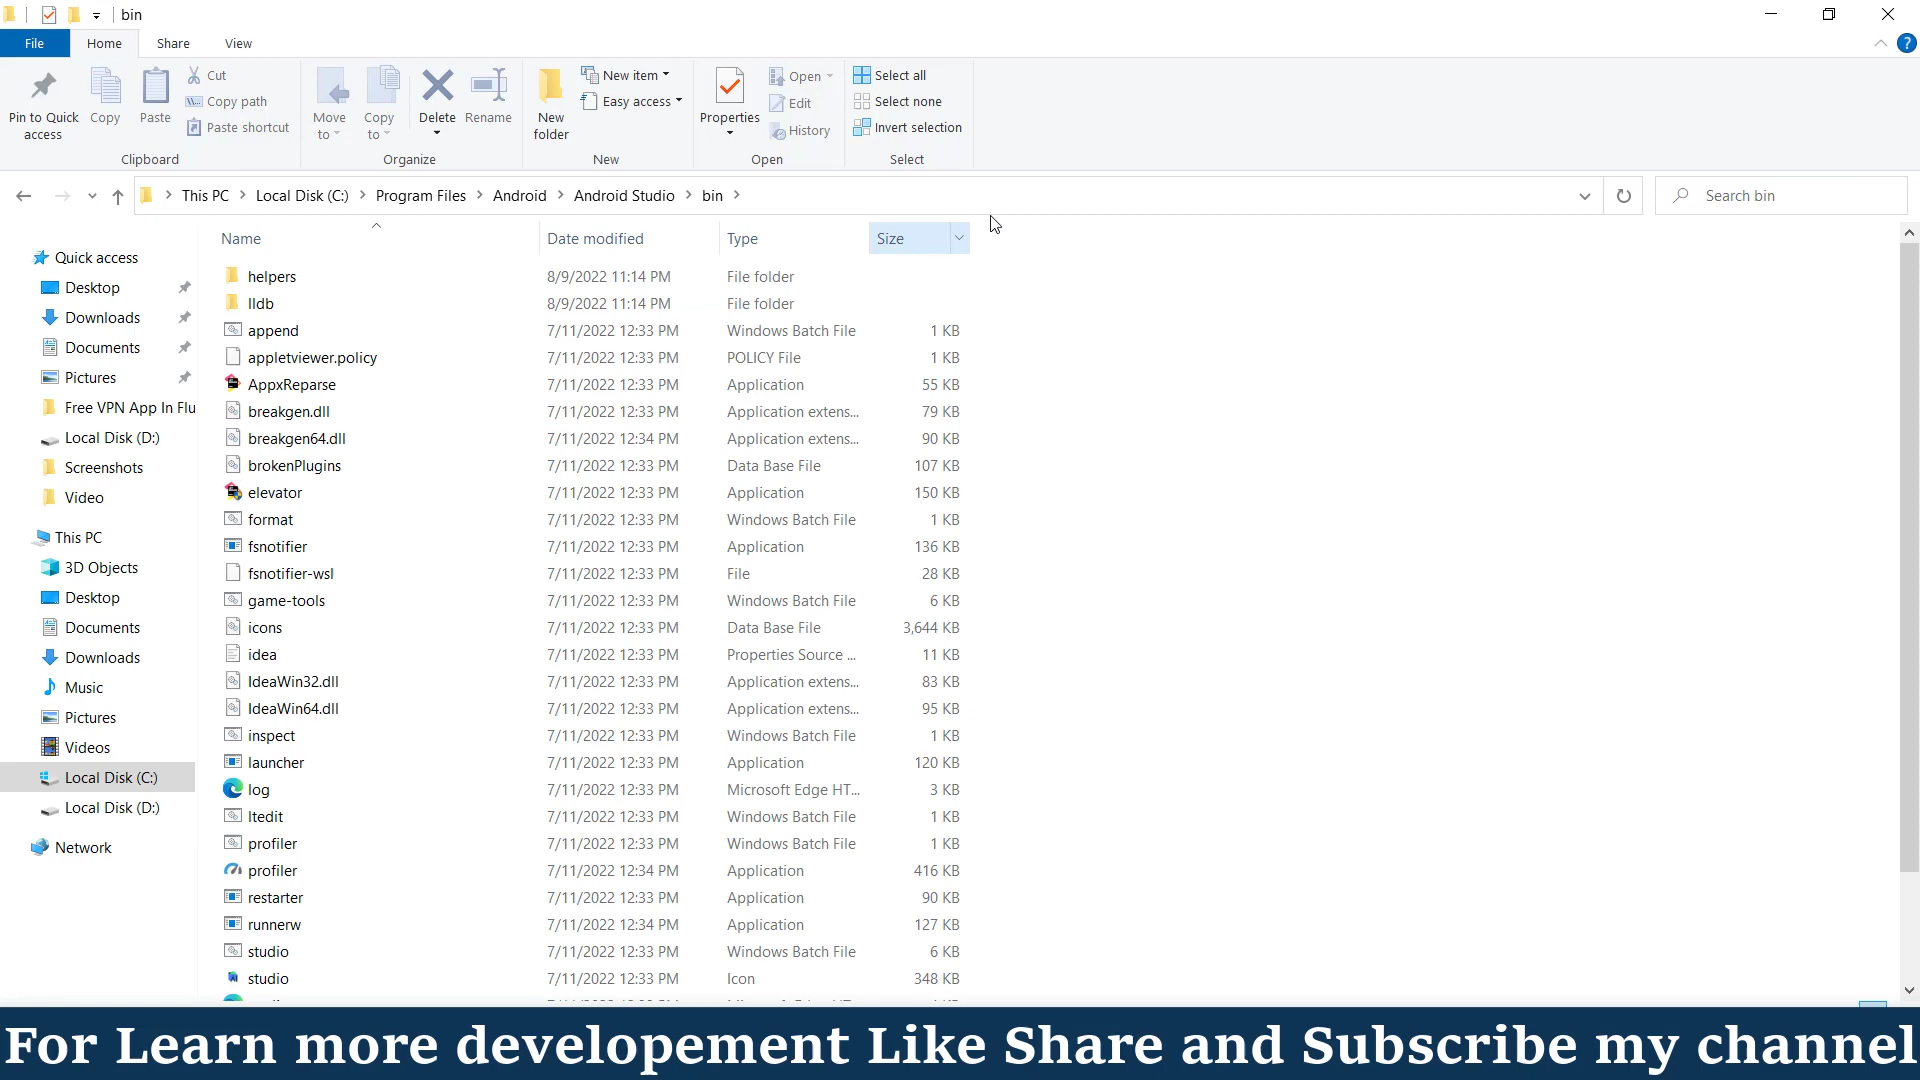 bin
File Home Share View
Pin to Quick access
Copy
Paste
Cut
Copy path
Paste shortcut
Clipboard
Move to
Copy to
Delete
Rename
Organize
New folder
New item
Easy access
New
Properties
Open
Edit
History
Open
Select all
Select none
Invert selection
Select
This PC Local Disk (C:) Program Files Android Android Studio bin
Search bin
Quick access
Desktop
Downloads
Documents
Pictures
Free VPN App In Flu
Local Disk (D:)
Screenshots
Video
This PC
3D Objects
Desktop
Documents
Downloads
Music
Pictures
Videos
Local Disk (C:)
Local Disk (D:)
Network
Name Date modified Type Size
helpers 8/9/2022 11:14 PM File folder
lldb 8/9/2022 11:14 PM File folder
append 7/11/2022 12:33 PM Windows Batch File 1 KB
appletviewer.policy 7/11/2022 12:33 PM POLICY File 1 KB
AppxReparse 7/11/2022 12:33 PM Application 55 KB
breakgen.dll 7/11/2022 12:33 PM Application extens... 79 KB
breakgen64.dll 7/11/2022 12:34 PM Application extens... 90 KB
brokenPlugins 7/11/2022 12:33 PM Data Base File 107 KB
elevator 7/11/2022 12:33 PM Application 150 KB
format 7/11/2022 12:33 PM Windows Batch File 1 KB
fsnotifier 7/11/2022 12:33 PM Application 136 KB
fsnotifier-wsl 7/11/2022 12:33 PM File 28 KB
game-tools 7/11/2022 12:33 PM Windows Batch File 6 KB
icons 7/11/2022 12:33 PM Data Base File 3,644 KB
idea 7/11/2022 12:33 PM Properties Source ... 11 KB
IdeaWin32.dll 7/11/2022 12:33 PM Application extens... 83 KB
IdeaWin64.dll 7/11/2022 12:33 PM Application extens... 95 KB
inspect 7/11/2022 12:33 PM Windows Batch File 1 KB
launcher 7/11/2022 12:33 PM Application 120 KB
log 7/11/2022 12:33 PM Microsoft Edge HT... 3 KB
ltedit 7/11/2022 12:33 PM Windows Batch File 1 KB
profiler 7/11/2022 12:33 PM Windows Batch File 1 KB
profiler 7/11/2022 12:34 PM Application 416 KB
restarter 7/11/2022 12:33 PM Application 90 KB
runnerw 7/11/2022 12:34 PM Application 127 KB
studio 7/11/2022 12:33 PM Windows Batch File 6 KB
studio 7/11/2022 12:33 PM Icon 348 KB
For Learn more developement Like Share and Subscribe my channel